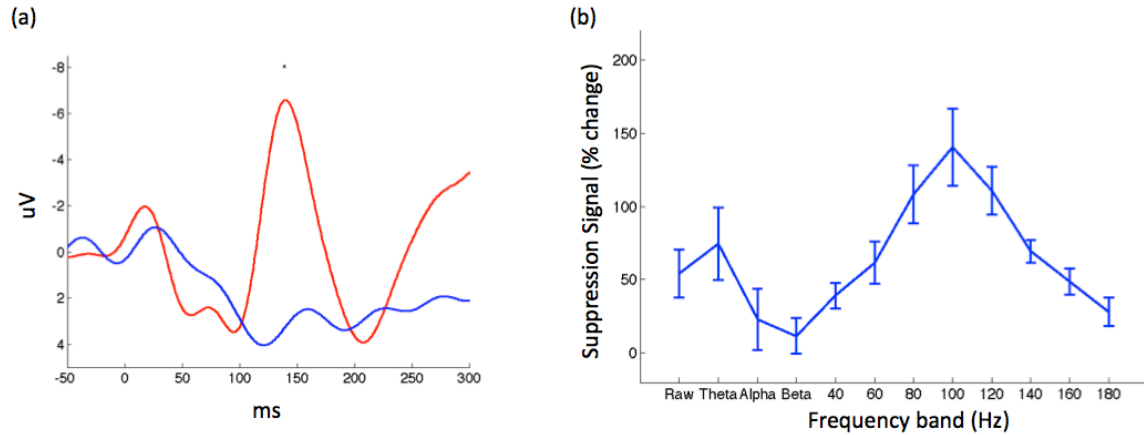 (a)
-8
*
-6
-4
-2
0
2
4
uV
-50 0 50 100 150 200 250 300
ms
(b)
200
150
100
50
0
Suppression Signal (% change)
Raw Theta Alpha Beta 40 60 80 100 120 140 160 180
Frequency band (Hz)